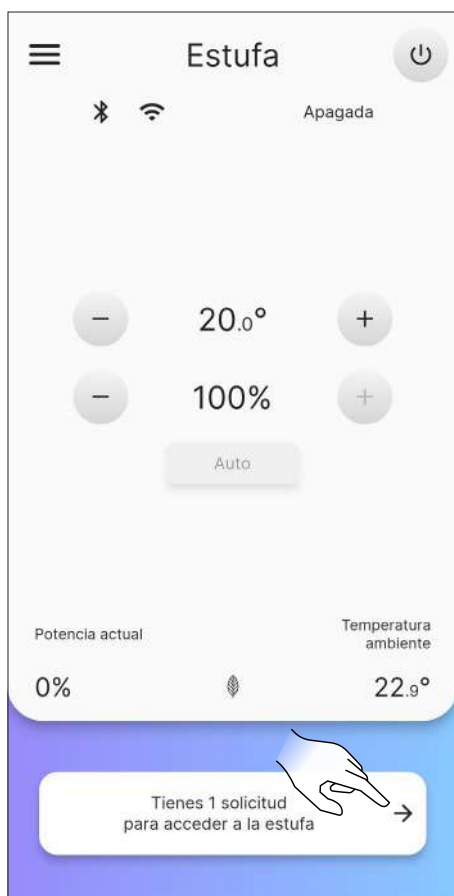 Estufa
Apagada
− 20.0° +
− 100% +
Auto
Potencia actual
Temperatura
ambiente
0%
22.9°
Tienes 1 solicitud
para acceder a la estufa